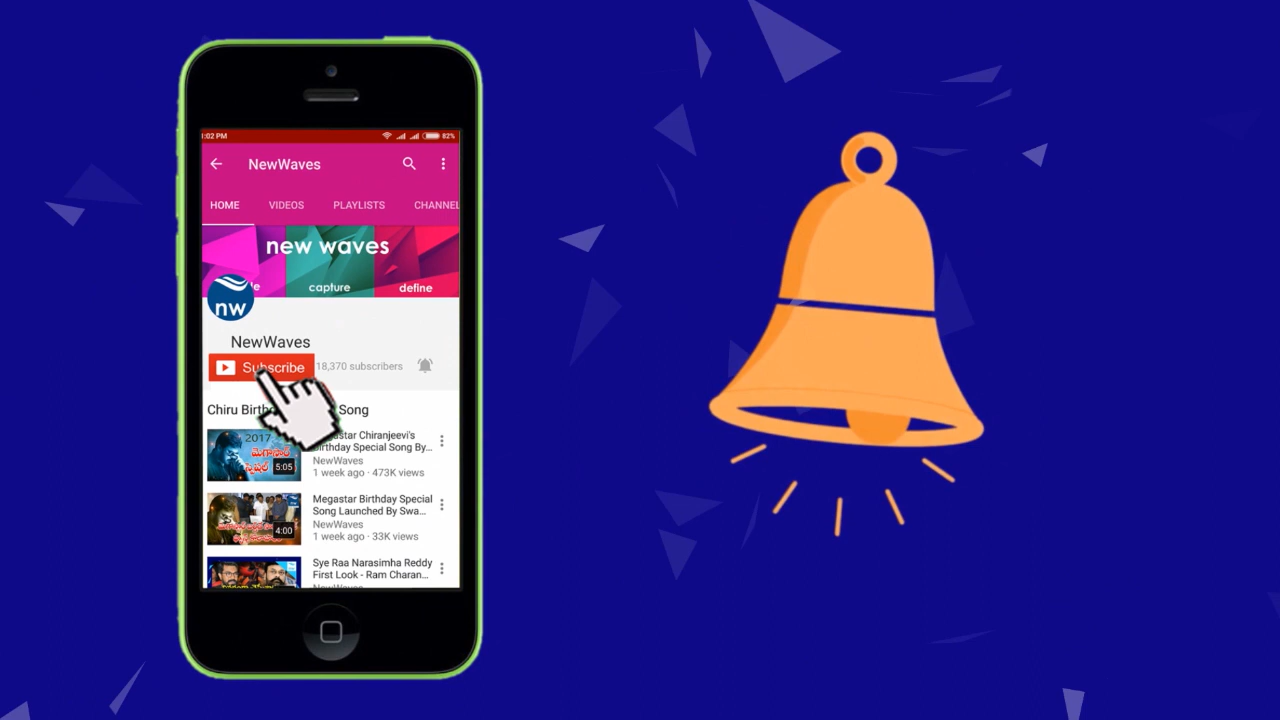 1:02 PM
82%
NewWaves
HOME VIDEOS PLAYLISTS CHANNEL
new waves
capture define
nw
NewWaves
Subscribe 18,370 subscribers
Chiru Birth Song
2017
మెగాస్టార్
స్పెషల్
5:05
Chiranjeevi's
Birthday Special Song By...
NewWaves
1 week ago · 473K views
4:00
Megastar Birthday Special
Song Launched By Swa...
NewWaves
1 week ago · 33K views
Sye Raa Narasimha Reddy
First Look - Ram Charan...
NewWaves